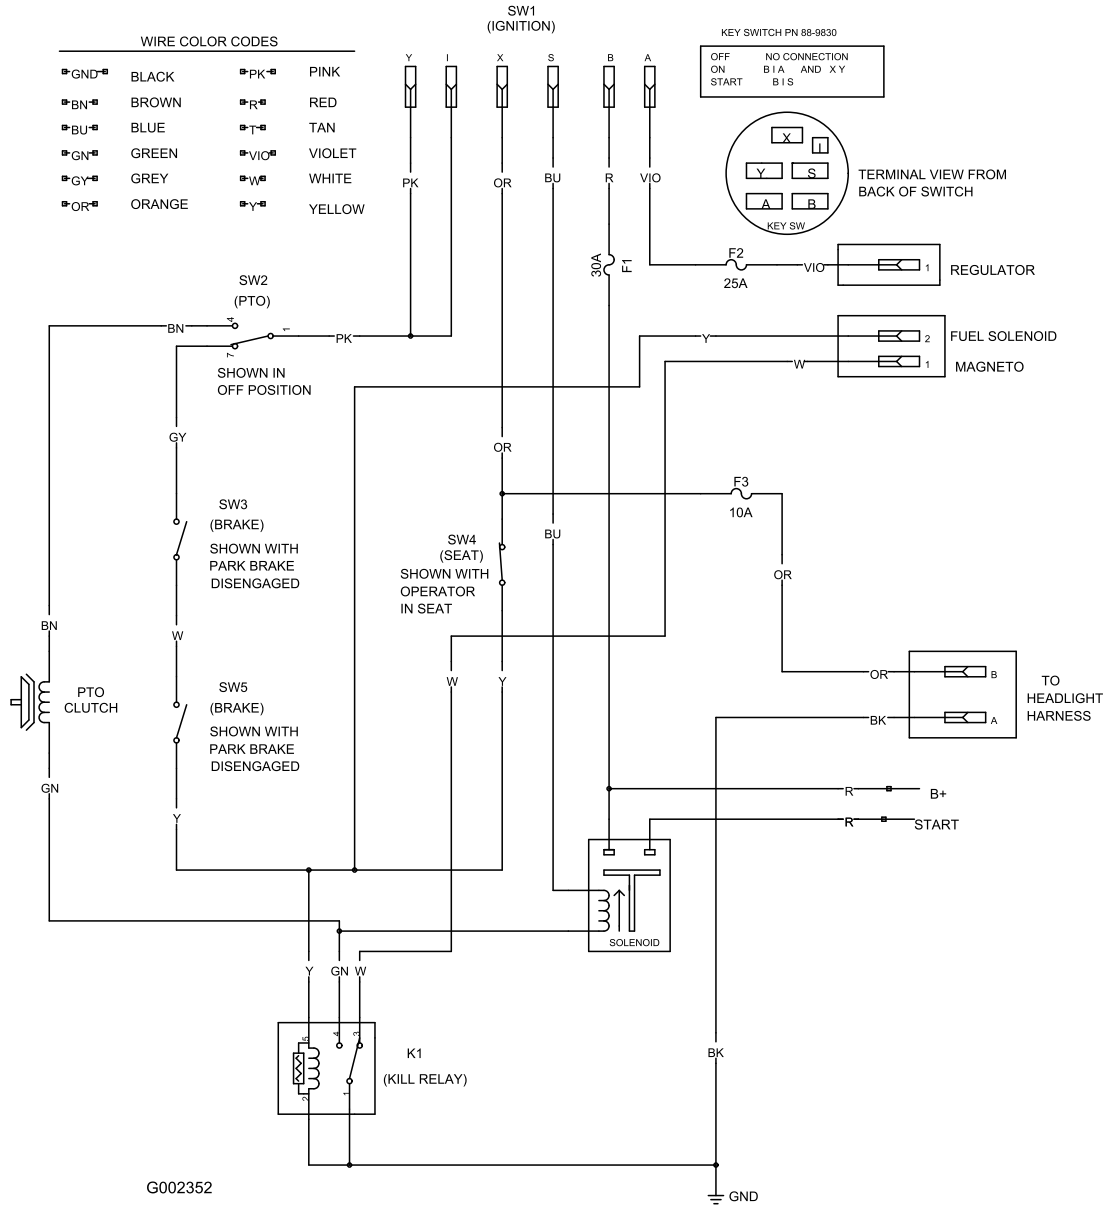 SW1
(IGNITION)
WIRE COLOR CODES
GND BLACK PK PINK
BN BROWN R RED
BU BLUE T TAN
GN GREEN VIO VIOLET
GY GREY W WHITE
OR ORANGE Y YELLOW
Y I X S B A
KEY SWITCH PN 88-9830
OFF NO CONNECTION
ON B I A AND X Y
START B I S
X
I
Y S
A B
KEY SW
TERMINAL VIEW FROM
BACK OF SWITCH
PK OR BU R VIO
30A F1
F2
25A
VIO
1
REGULATOR
SW2
(PTO)
BN
4
1
7
PK
SHOWN IN
OFF POSITION
Y
2
FUEL SOLENOID
W
1
MAGNETO
GY
OR
F3
10A
SW3
(BRAKE)
SHOWN WITH
PARK BRAKE
DISENGAGED
SW4
(SEAT)
SHOWN WITH
OPERATOR
IN SEAT
BU
OR
BN
W
PTO
CLUTCH
SW5
(BRAKE)
SHOWN WITH
PARK BRAKE
DISENGAGED
W
Y
OR
B
TO
HEADLIGHT
HARNESS
BK
A
GN
Y
R
B+
R
START
SOLENOID
Y GN W
5
4
3
2
1
K1
(KILL RELAY)
BK
G002352
GND